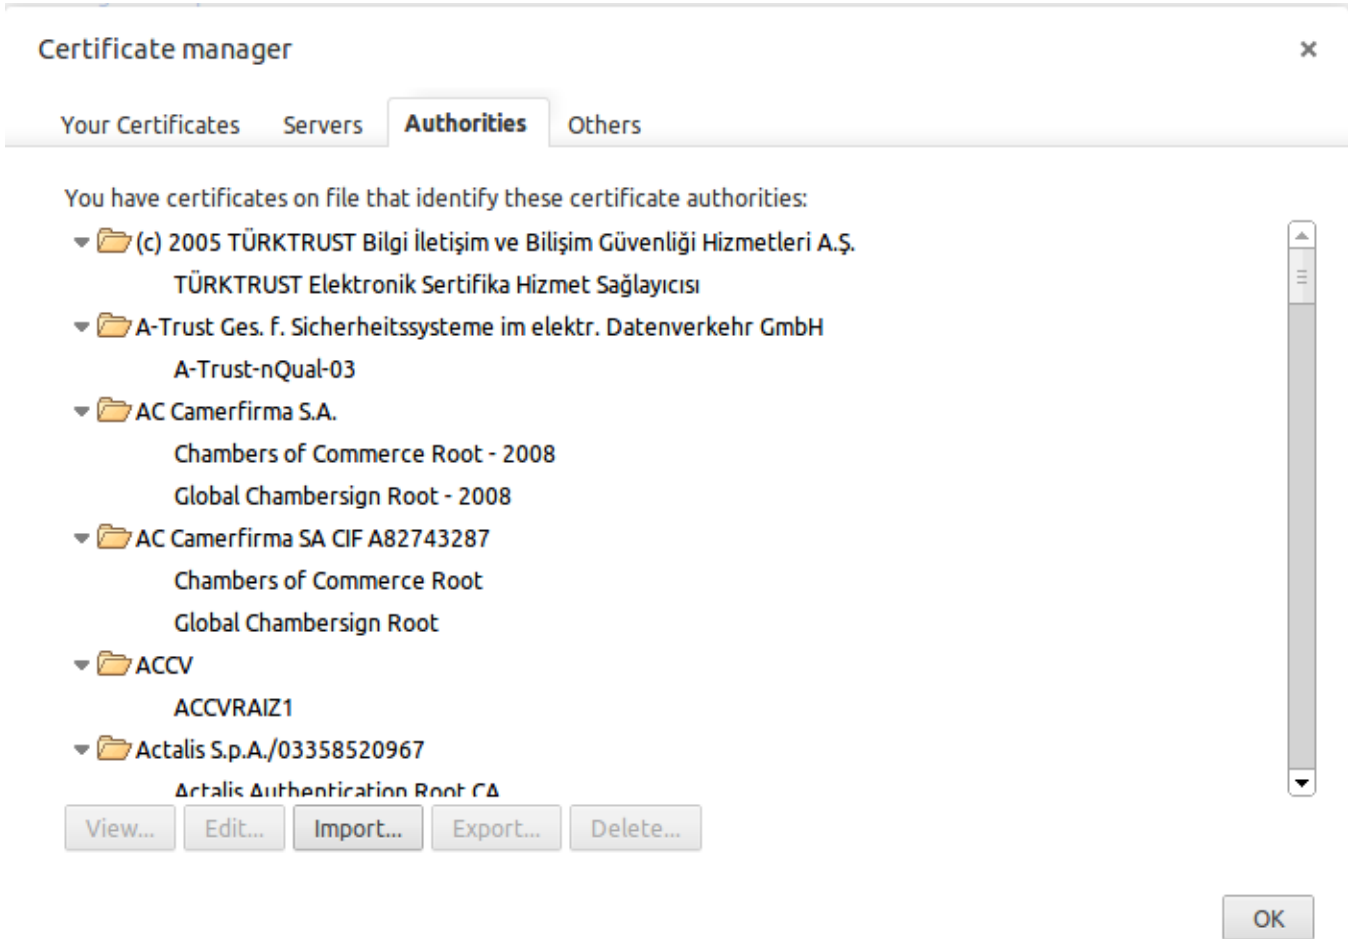 Certificate manager
Your Certificates Servers Authorities Others
You have certificates on file that identify these certificate authorities:
(c) 2005 TÜRKTRUST Bilgi İletişim ve Bilişim Güvenliği Hizmetleri A.Ş.
TÜRKTRUST Elektronik Sertifika Hizmet Sağlayıcısı
A-Trust Ges. f. Sicherheitssysteme im elektr. Datenverkehr GmbH
A-Trust-nQual-03
AC Camerfirma S.A.
Chambers of Commerce Root - 2008
Global Chambersign Root - 2008
AC Camerfirma SA CIF A82743287
Chambers of Commerce Root
Global Chambersign Root
ACCV
ACCVRAIZ1
Actalis S.p.A./03358520967
Actalis Authentication Root CA
View... Edit... Import... Export... Delete...
OK